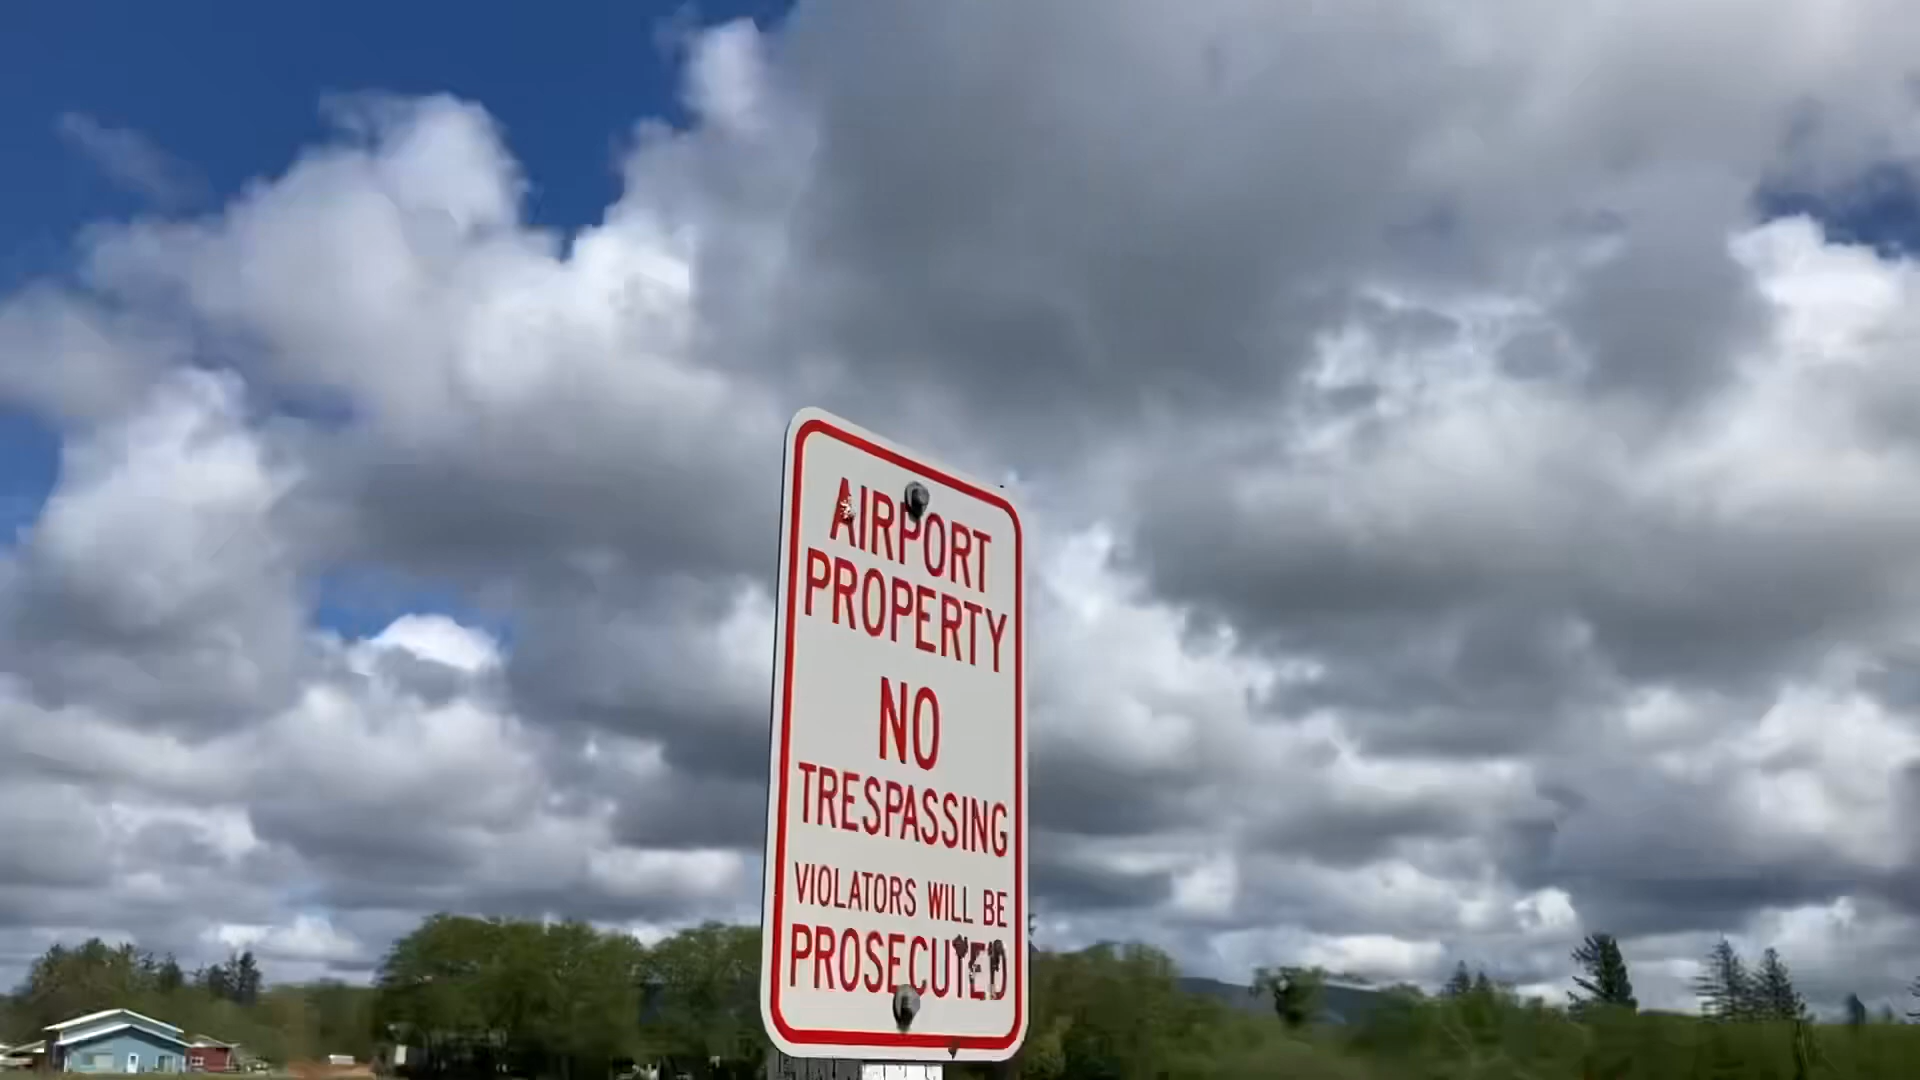 AIRPORT
PROPERTY
NO
TRESPASSING
VIOLATORS WILL BE
PROSECUTED